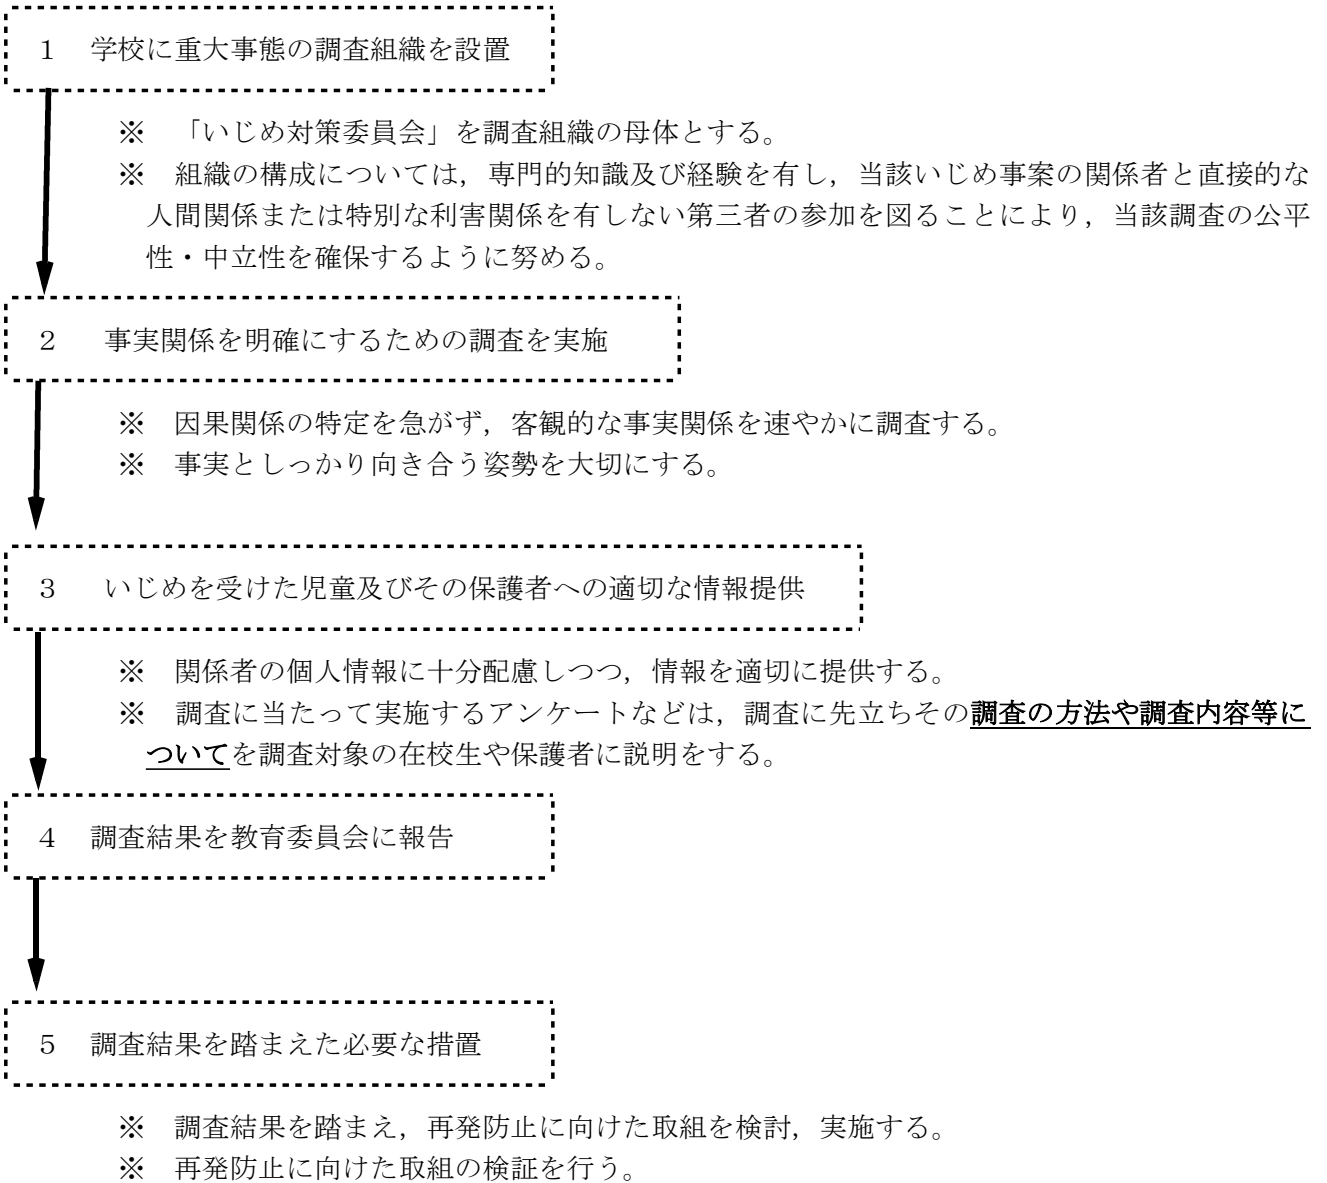 １　学校に重大事態の調査組織を設置
※　「いじめ対策委員会」を調査組織の母体とする。
※　組織の構成については，専門的知識及び経験を有し，当該いじめ事案の関係者と直接的な
人間関係または特別な利害関係を有しない第三者の参加を図ることにより，当該調査の公平
性・中立性を確保するように努める。
２　事実関係を明確にするための調査を実施
※　因果関係の特定を急がず，客観的な事実関係を速やかに調査する。
※　事実としっかり向き合う姿勢を大切にする。
３　いじめを受けた児童及びその保護者への適切な情報提供
※　関係者の個人情報に十分配慮しつつ，情報を適切に提供する。
※　調査に当たって実施するアンケートなどは，調査に先立ちその調査の方法や調査内容等に
ついてを調査対象の在校生や保護者に説明をする。
４　調査結果を教育委員会に報告
５　調査結果を踏まえた必要な措置
※　調査結果を踏まえ，再発防止に向けた取組を検討，実施する。
※　再発防止に向けた取組の検証を行う。